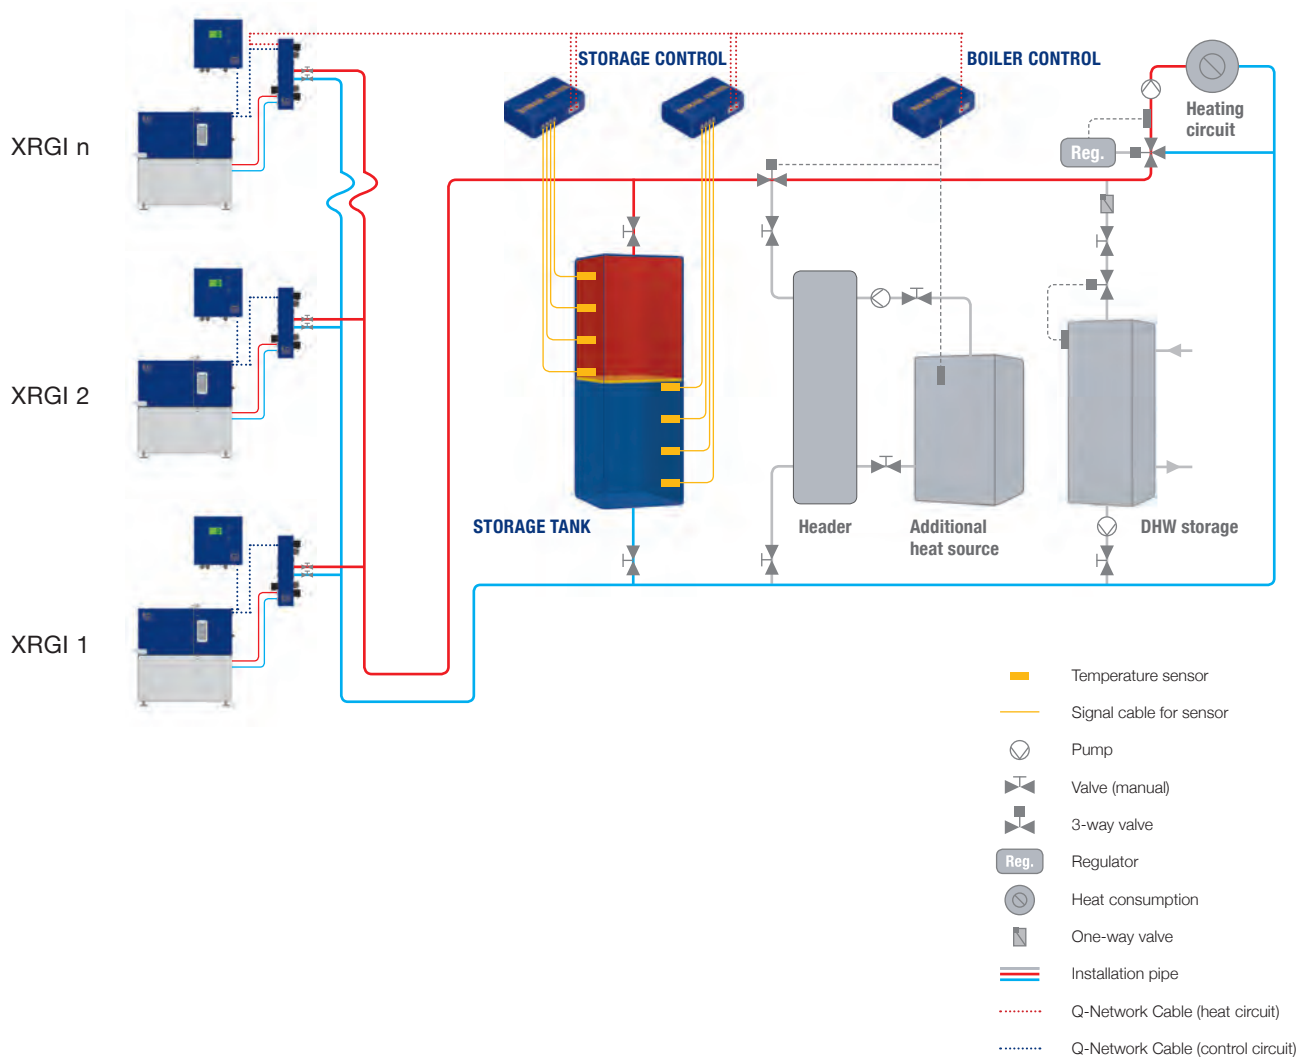 STORAGE CONTROL
BOILER CONTROL
XRGI n
Heating
circuit
Reg.
XRGI 2
STORAGE TANK
Header
Additional
heat source
DHW storage
XRGI 1
Temperature sensor
Signal cable for sensor
Pump
Valve (manual)
3-way valve
Reg.
Regulator
Heat consumption
One-way valve
Installation pipe
Q-Network Cable (heat circuit)
Q-Network Cable (control circuit)